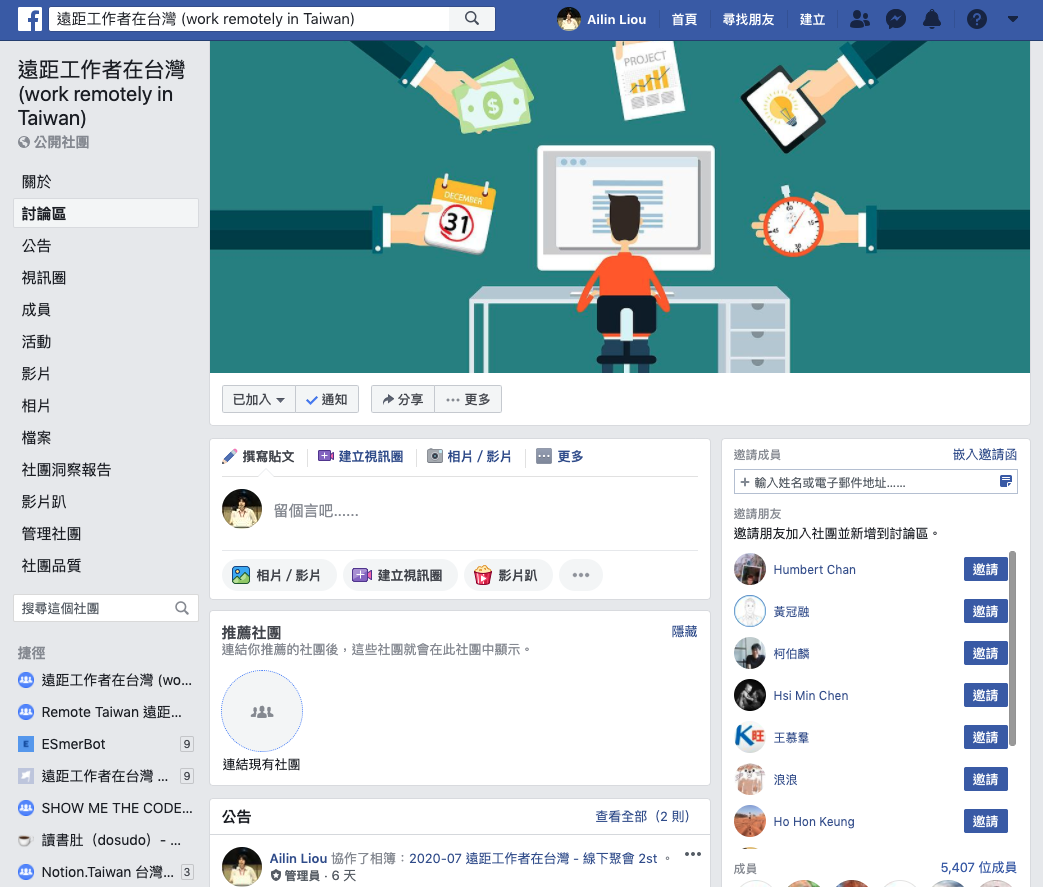 遠距工作者在台灣 (work remotely in Taiwan)
Ailin Liou
首頁
尋找朋友
建立
遠距工作者在台灣
(work remotely in
Taiwan)
公開社團
關於
討論區
公告
視訊圈
成員
活動
影片
相片
檔案
社團洞察報告
影片趴
管理社團
社團品質
搜尋這個社團
捷徑
遠距工作者在台灣 (wo...
Remote Taiwan 遠距...
ESmerBot 9
遠距工作者在台灣 ... 9
SHOW ME THE CODE...
讀書肚（dosudo）- ...
Notion.Taiwan 台灣... 3
PROJECT
$
DECEMBER
31
60
15
30
45
已加入
通知
分享
更多
撰寫貼文
建立視訊圈
相片 / 影片
更多
留個言吧......
相片 / 影片
建立視訊圈
影片趴
推薦社團
隱藏
連結你推薦的社團後，這些社團就會在此社團中顯示。
連結現有社團
公告
查看全部（2 則）
Ailin Liou 協作了相簿：2020-07 遠距工作者在台灣 - 線下聚會 2st 。
管理員 · 6 天
邀請成員
嵌入邀請函
+ 輸入姓名或電子郵件地址......
邀請朋友
邀請朋友加入社團並新增到討論區。
Humbert Chan 邀請
黃冠融 邀請
柯伯麟 邀請
Hsi Min Chen 邀請
K旺
王慕羣 邀請
浪浪 邀請
Ho Hon Keung 邀請
成員
5,407 位成員